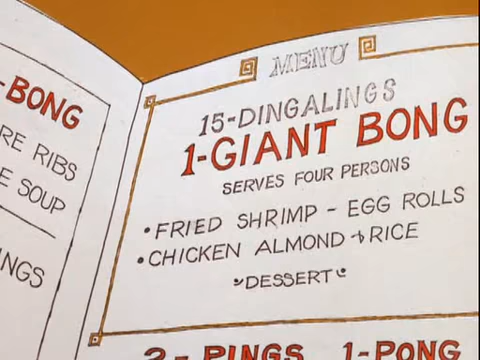 -BONG
RE RIBS
E SOUP
INGS
MENU
15-DINGALINGS
1-GIANT BONG
SERVES FOUR PERSONS
•FRIED SHRIMP - EGG ROLLS
•CHICKEN ALMOND & RICE
DESSERT
2- PINGS 1-PONG